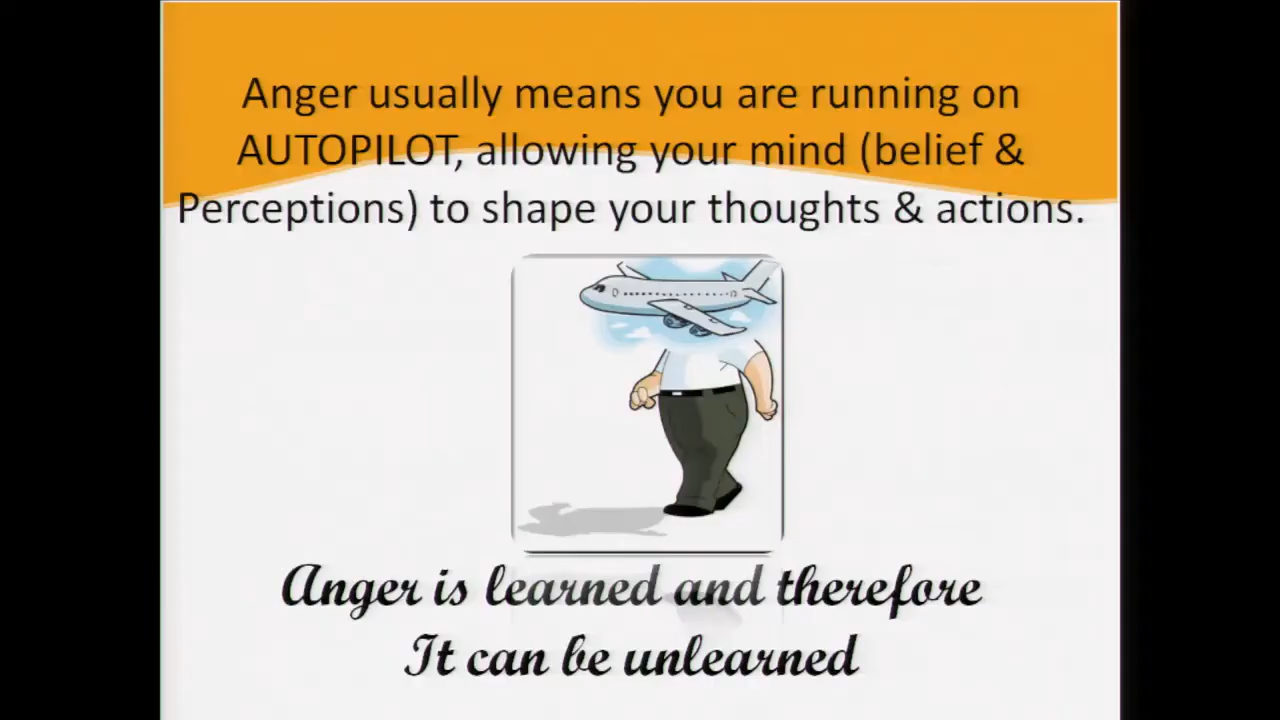 Anger usually means you are running on
AUTOPILOT, allowing your mind (belief &
Perceptions) to shape your thoughts & actions.
Anger is learned and therefore
It can be unlearned